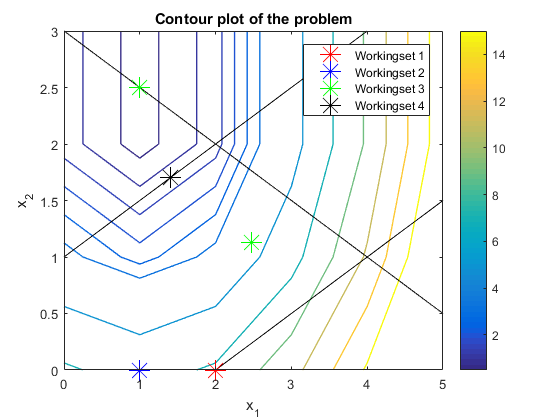 Contour plot of the problem
Workingset 1
Workingset 2
Workingset 3
Workingset 4
3
2.5
2
1.5
1
0.5
0
x2
0 1 2 3 4 5
x1
14
12
10
8
6
4
2